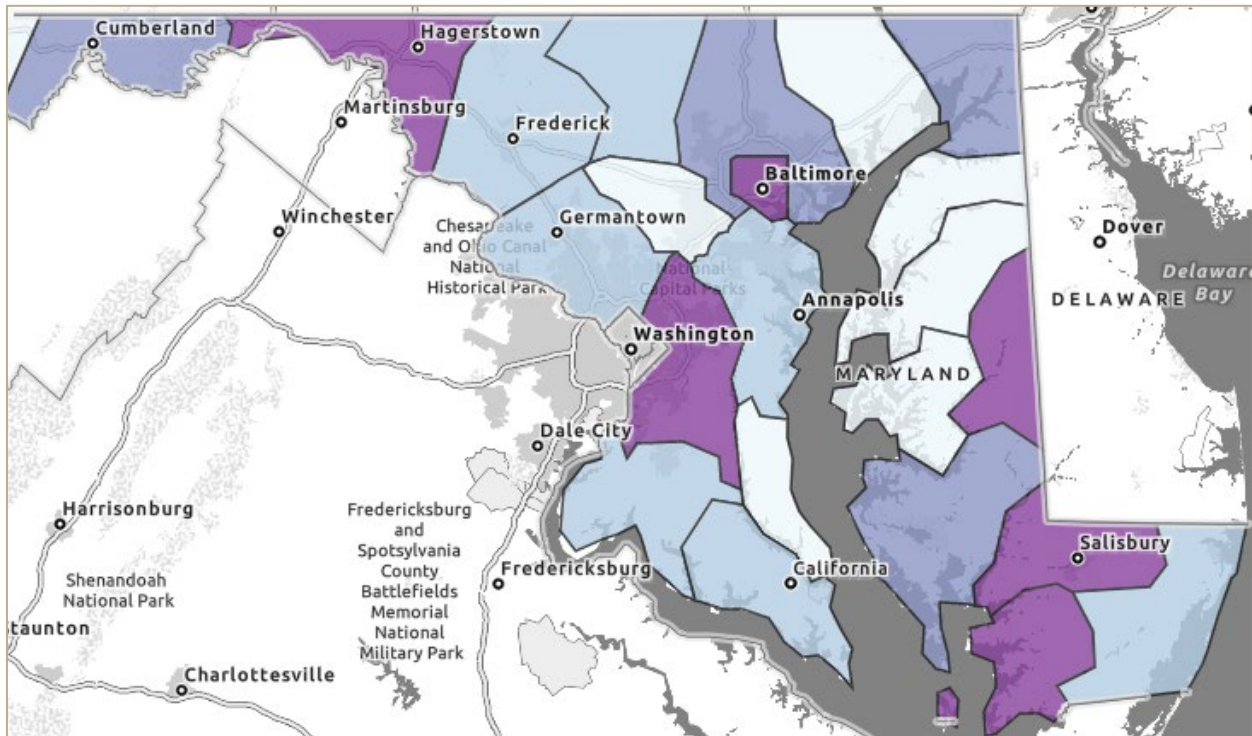 Cumberland
Hagerstown
Martinsburg
Frederick
Baltimore
Winchester
Germantown
Chesapeake
and Ohio Canal
National
Historical Park
National
Capital Parks
Dover
Delaware
Bay
DELAWARE
Annapolis
Washington
MARYLAND
Dale City
Harrisonburg
Fredericksburg
and
Spotsylvania
County
Battlefields
Memorial
National
Military Park
Salisbury
Shenandoah
National Park
Fredericksburg
California
taunton
Charlottesville